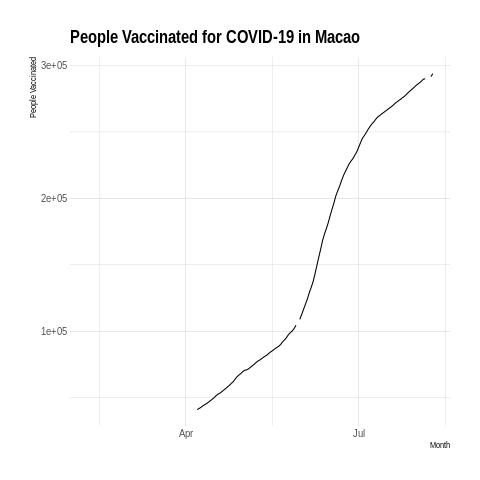 People Vaccinated for COVID-19 in Macao
People Vaccinated
3e+05
2e+05
1e+05
Apr
Jul
Month